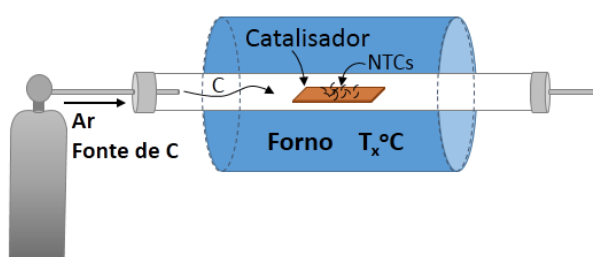 Catalisador
NTCs
C
Ar
Fonte de C
Forno Tₓ°C